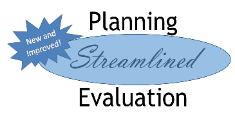 Planning
New and
Improved!
Streamlined
Evaluation